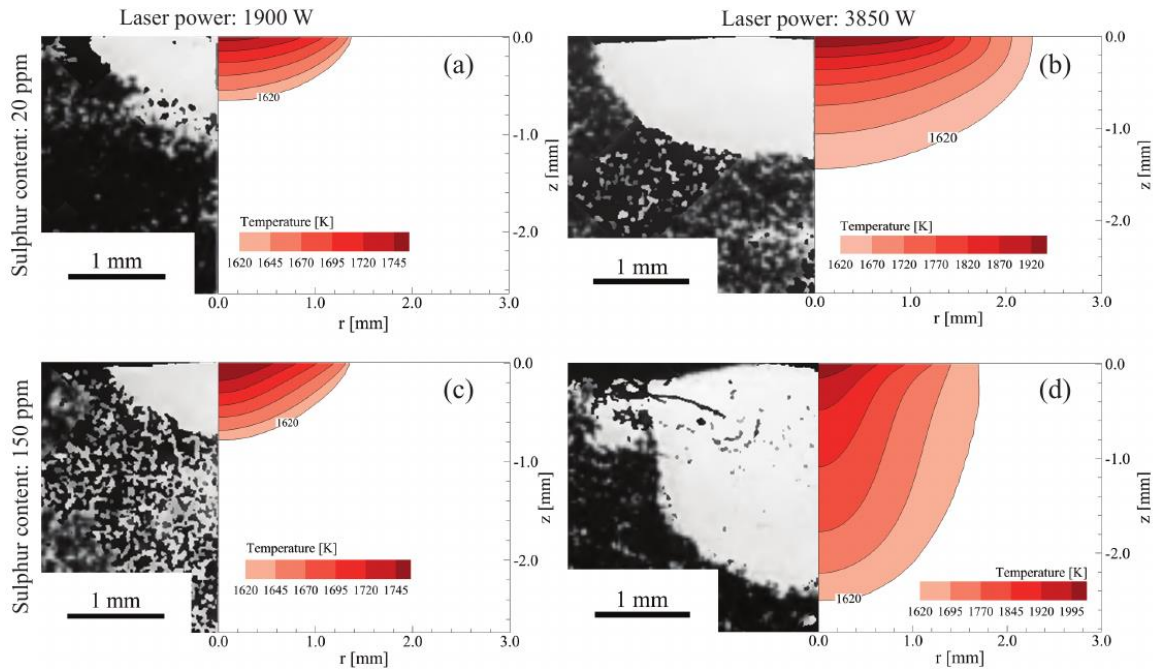 Laser power: 1900 W
Laser power: 3850 W
Sulphur content: 20 ppm
(a)
1620
0.0
-1.0
-2.0
z [mm]
Temperature [K]
1620 1645 1670 1695 1720 1745
1 mm
0.0 1.0 2.0 3.0
r [mm]
(b)
1620
0.0
-1.0
-2.0
z [mm]
Temperature [K]
1620 1670 1720 1770 1820 1870 1920
1 mm
0.0 1.0 2.0 3.0
r [mm]
Sulphur content: 150 ppm
(c)
1620
0.0
-1.0
-2.0
z [mm]
Temperature [K]
1620 1645 1670 1695 1720 1745
1 mm
0.0 1.0 2.0 3.0
r [mm]
(d)
1620
0.0
-1.0
-2.0
z [mm]
Temperature [K]
1620 1695 1770 1845 1920 1995
1 mm
0.0 1.0 2.0 3.0
r [mm]